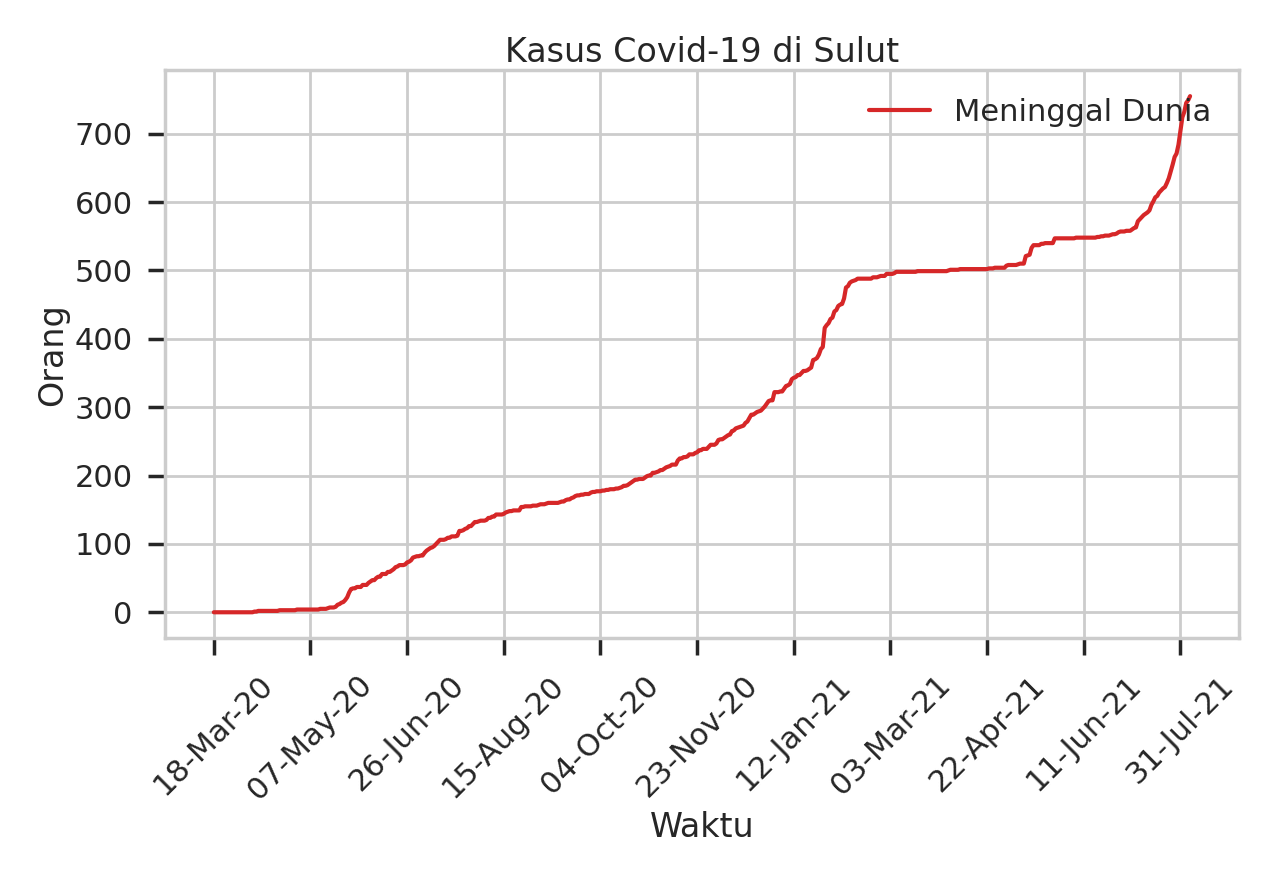 Kasus Covid-19 di Sulut
Meninggal Dunia
700
600
500
400
300
200
100
0
Orang
18-Mar-20
07-May-20
26-Jun-20
15-Aug-20
04-Oct-20
23-Nov-20
12-Jan-21
03-Mar-21
22-Apr-21
11-Jun-21
31-Jul-21
Waktu